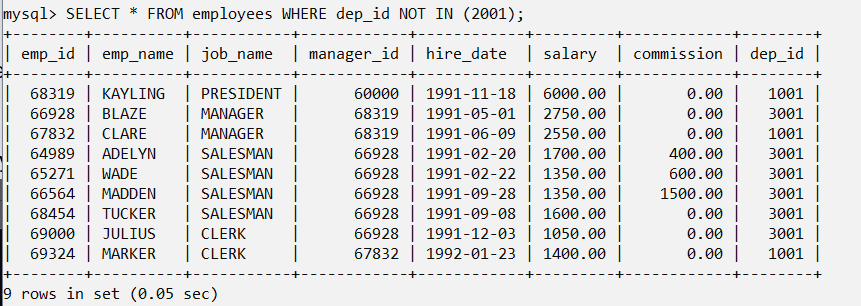 mysql> SELECT * FROM employees WHERE dep_id NOT IN (2001);
+--------+----------+-----------+------------+------------+---------+------------+--------+
| emp_id | emp_name | job_name  | manager_id | hire_date  | salary  | commission | dep_id |
+--------+----------+-----------+------------+------------+---------+------------+--------+
|  68319 | KAYLING  | PRESIDENT |      60000 | 1991-11-18 | 6000.00 |       0.00 |   1001 |
|  66928 | BLAZE    | MANAGER   |      68319 | 1991-05-01 | 2750.00 |       0.00 |   3001 |
|  67832 | CLARE    | MANAGER   |      68319 | 1991-06-09 | 2550.00 |       0.00 |   1001 |
|  64989 | ADELYN   | SALESMAN  |      66928 | 1991-02-20 | 1700.00 |     400.00 |   3001 |
|  65271 | WADE     | SALESMAN  |      66928 | 1991-02-22 | 1350.00 |     600.00 |   3001 |
|  66564 | MADDEN   | SALESMAN  |      66928 | 1991-09-28 | 1350.00 |    1500.00 |   3001 |
|  68454 | TUCKER   | SALESMAN  |      66928 | 1991-09-08 | 1600.00 |       0.00 |   3001 |
|  69000 | JULIUS   | CLERK     |      66928 | 1991-12-03 | 1050.00 |       0.00 |   3001 |
|  69324 | MARKER   | CLERK     |      67832 | 1992-01-23 | 1400.00 |       0.00 |   1001 |
+--------+----------+-----------+------------+------------+---------+------------+--------+
9 rows in set (0.05 sec)